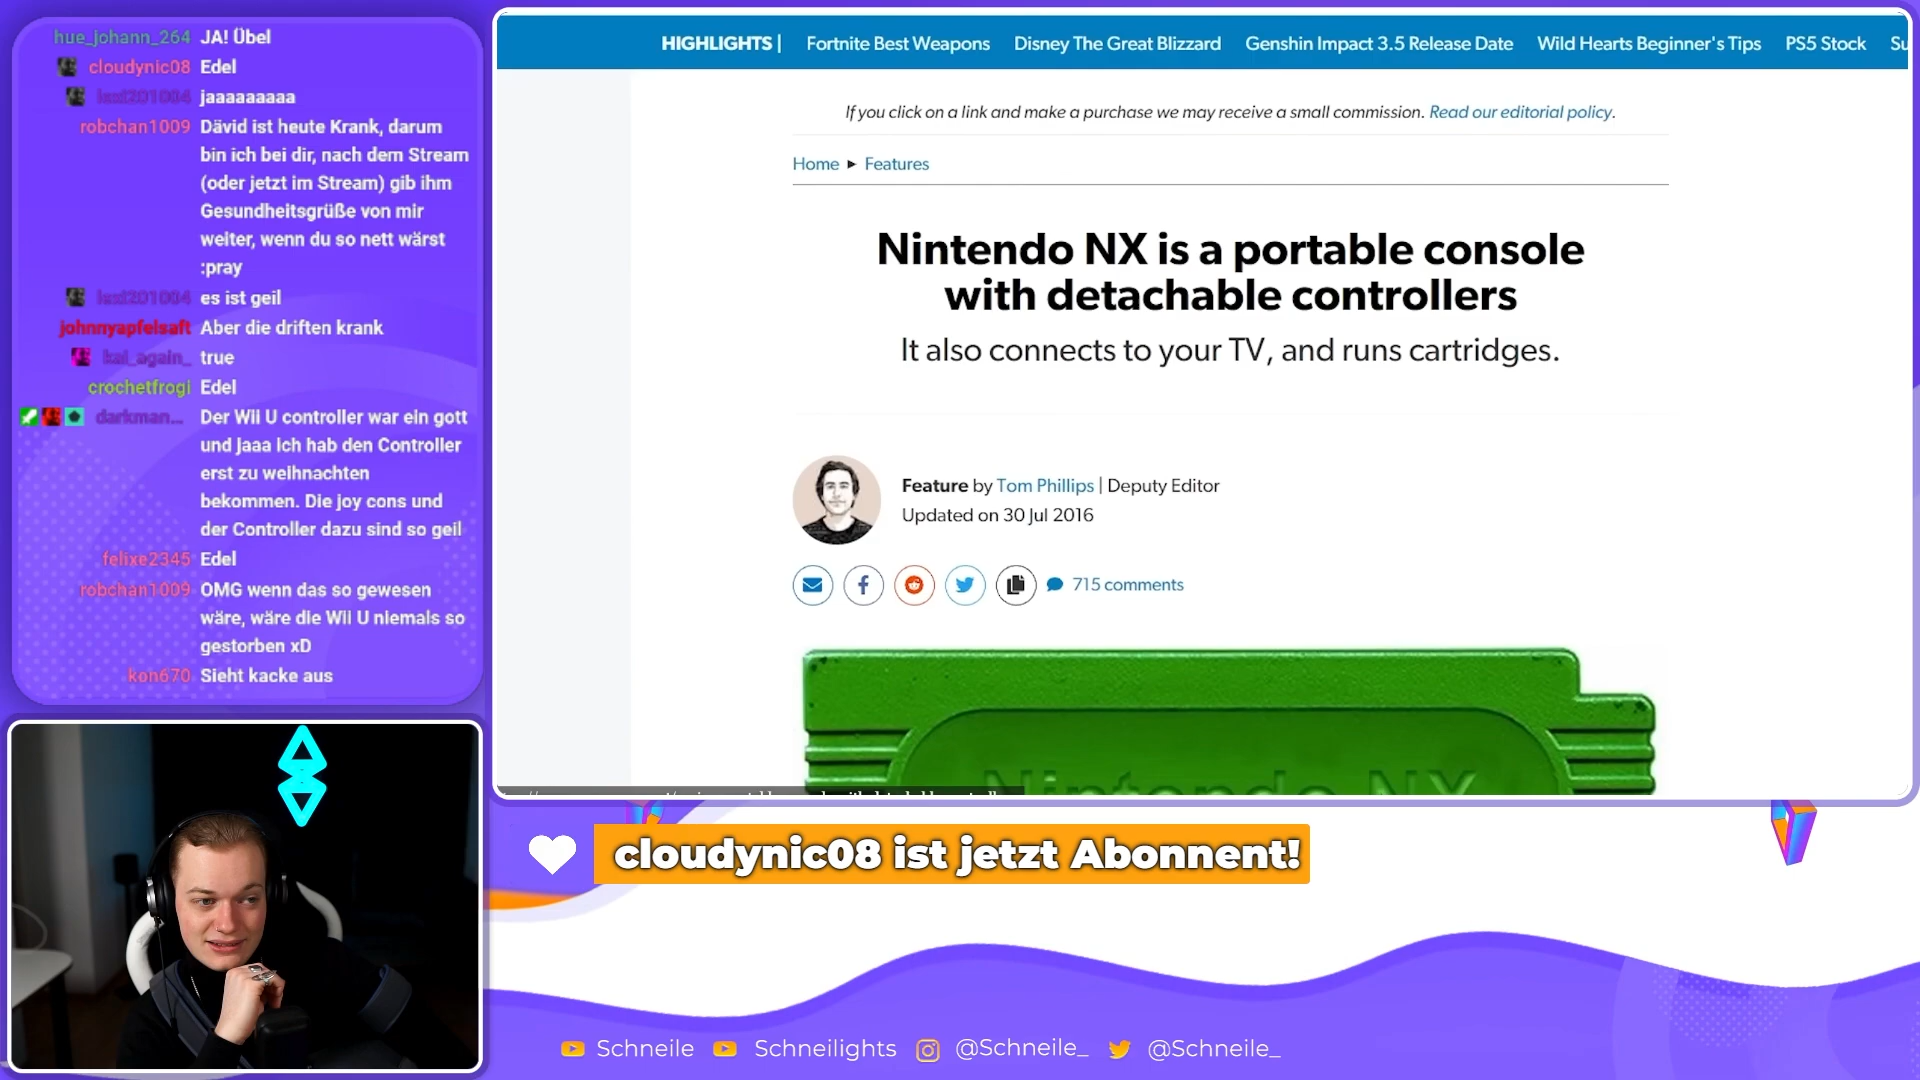 hue_johann_264 JA! Übel
cloudynic08 Edel
last201004 jaaaaaaaaa
robchan1009 Dävid ist heute Krank, darum
bin ich bei dir, nach dem Stream
(oder jetzt im Stream) gib ihm
Gesundheitsgrüße von mir
weiter, wenn du so nett wärst
:pray
last201004 es ist geil
johnnyapfelsaft Aber die driften krank
kai_again_ true
crochetfrogi Edel
darkman... Der Wii U controller war ein gott
und jaaa ich hab den Controller
erst zu weihnachten
bekommen. Die joy cons und
der Controller dazu sind so geil
felixe2345 Edel
robchan1009 OMG wenn das so gewesen
wäre, wäre die Wii U niemals so
gestorben xD
kon670 Sieht kacke aus
HIGHLIGHTS | Fortnite Best Weapons Disney The Great Blizzard Genshin Impact 3.5 Release Date Wild Hearts Beginner's Tips PS5 Stock Su
If you click on a link and make a purchase we may receive a small commission. Read our editorial policy.
Home ► Features
Nintendo NX is a portable console
with detachable controllers
It also connects to your TV, and runs cartridges.
Feature by Tom Phillips | Deputy Editor
Updated on 30 Jul 2016
715 comments
Nintendo NX
cloudynic08 ist jetzt Abonnent!
Schneile Schneilights @Schneile_ @Schneile_